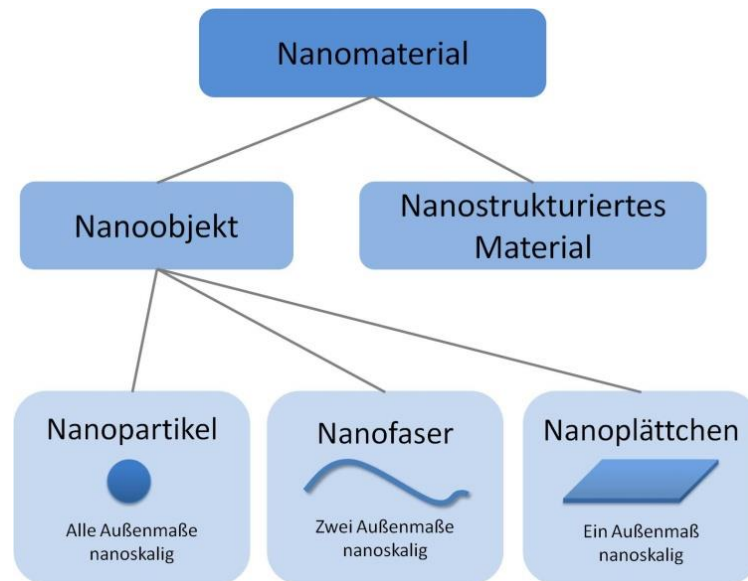 Nanomaterial
Nanoobjekt
Nanostrukturiertes
Material
Nanopartikel
Alle Außenmaße
nanoskalig
Nanofaser
Zwei Außenmaße
nanoskalig
Nanoplättchen
Ein Außenmaß
nanoskalig